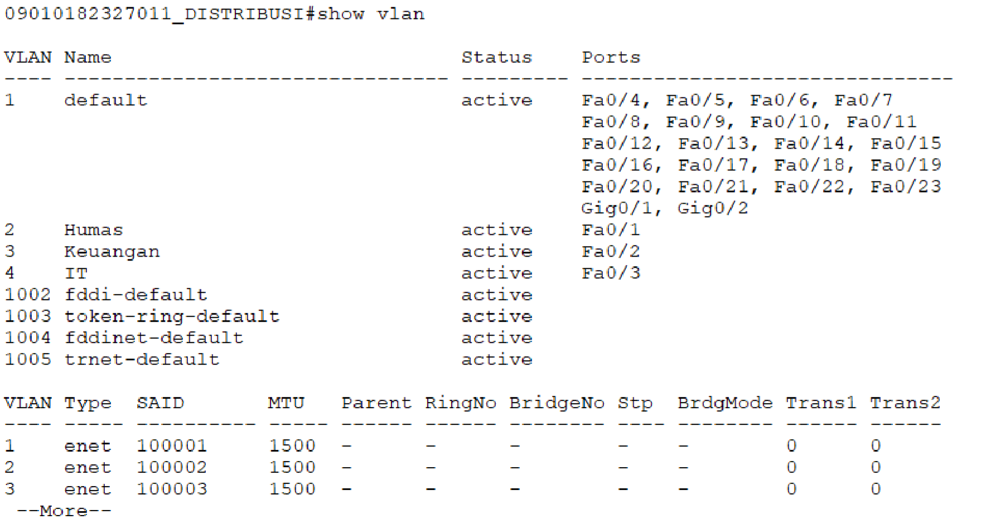 09010182327011_DISTRIBUSI#show vlan

VLAN Name                             Status    Ports
---- -------------------------------- --------- -------------------------------
1    default                          active    Fa0/4, Fa0/5, Fa0/6, Fa0/7
                                                Fa0/8, Fa0/9, Fa0/10, Fa0/11
                                                Fa0/12, Fa0/13, Fa0/14, Fa0/15
                                                Fa0/16, Fa0/17, Fa0/18, Fa0/19
                                                Fa0/20, Fa0/21, Fa0/22, Fa0/23
                                                Gig0/1, Gig0/2
2    Humas                            active    Fa0/1
3    Keuangan                         active    Fa0/2
4    IT                               active    Fa0/3
1002 fddi-default                     active
1003 token-ring-default               active
1004 fddinet-default                  active
1005 trnet-default                    active

VLAN Type  SAID       MTU   Parent RingNo BridgeNo Stp  BrdgMode Trans1 Trans2
---- ----- ---------- ----- ------ ------ -------- ---- -------- ------ ------
1    enet  100001     1500  -      -      -        -    -        0      0
2    enet  100002     1500  -      -      -        -    -        0      0
3    enet  100003     1500  -      -      -        -    -        0      0
 --More--